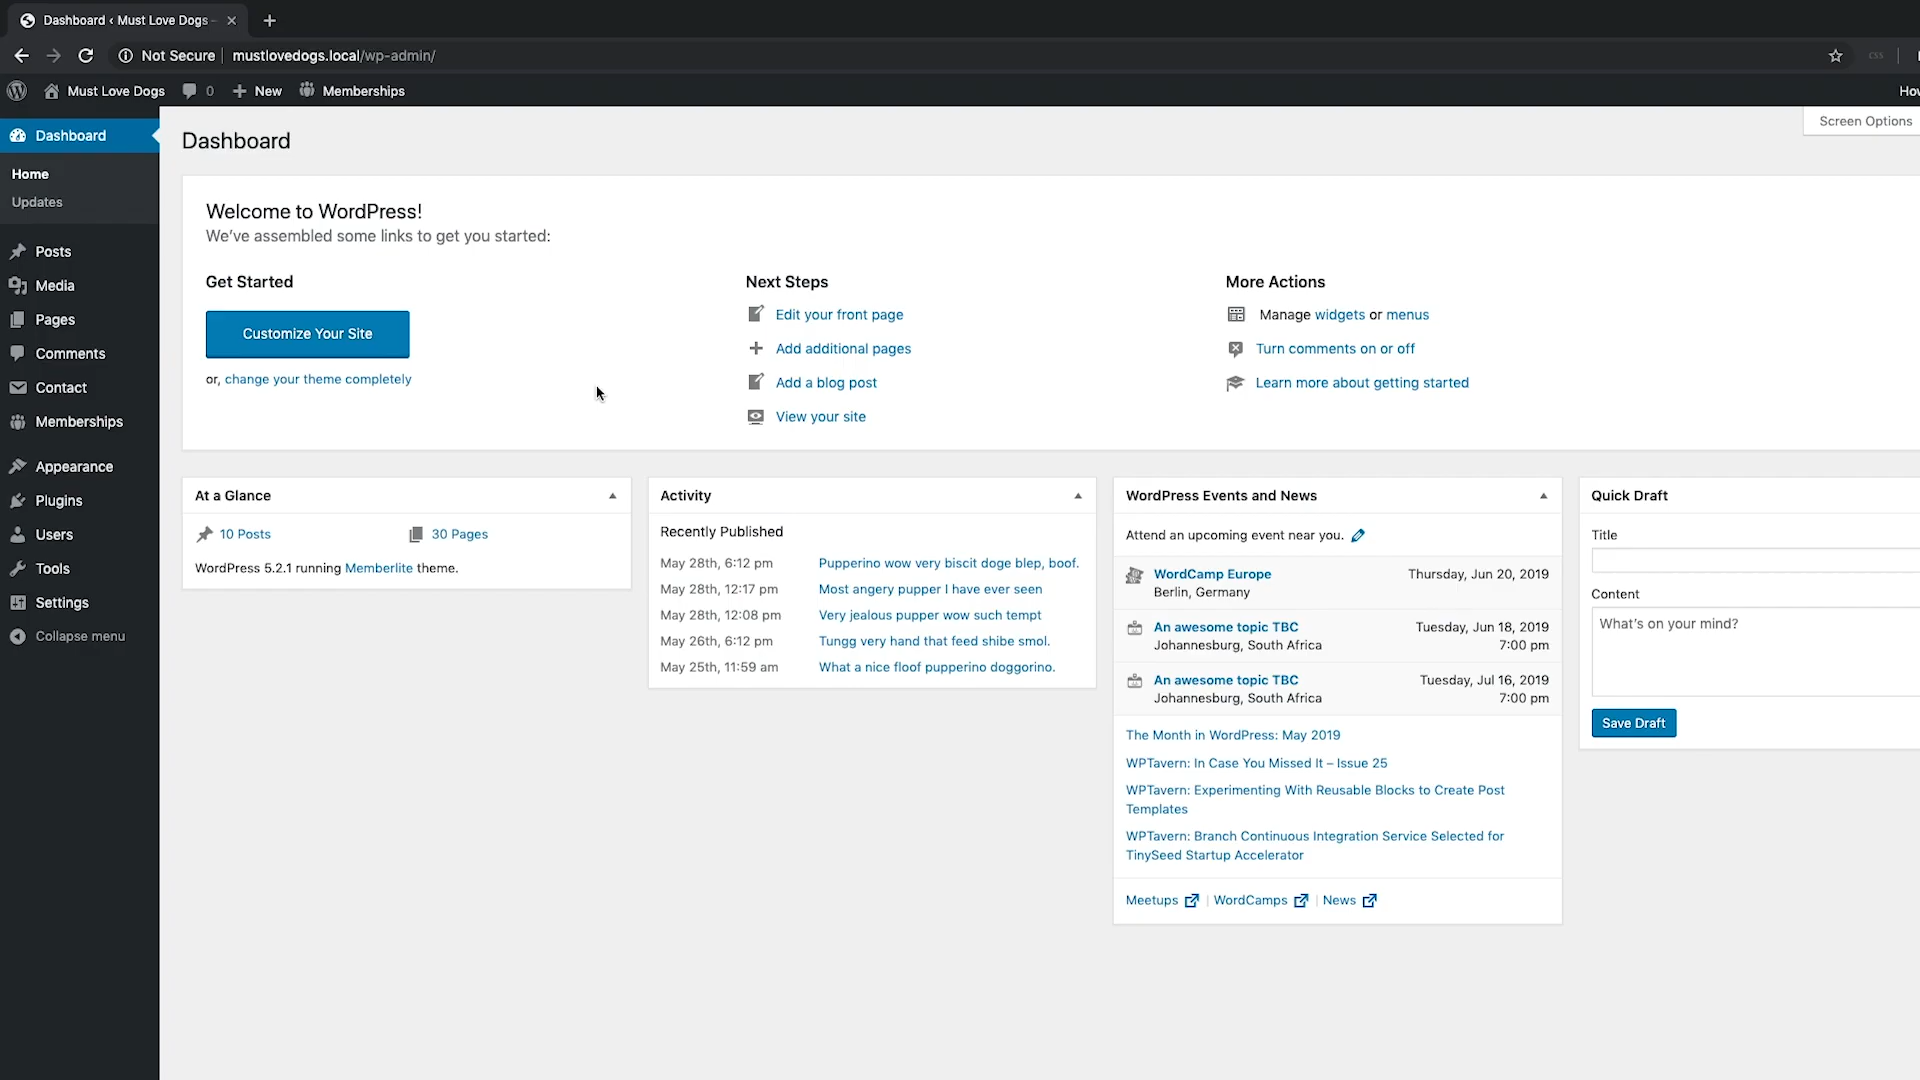 Dashboard ‹ Must Love Dogs –
Not Secure mustlovedogs.local/wp-admin/
css
Must Love Dogs 0 New Memberships
Dashboard
Home
Updates
Posts
Media
Pages
Comments
Contact
Memberships
Appearance
Plugins
Users
Tools
Settings
Collapse menu
Screen Options
Dashboard
Welcome to WordPress!
We've assembled some links to get you started:
Get Started
Customize Your Site
or, change your theme completely
Next Steps
Edit your front page
Add additional pages
Add a blog post
View your site
More Actions
Manage widgets or menus
Turn comments on or off
Learn more about getting started
At a Glance
10 Posts 30 Pages
WordPress 5.2.1 running Memberlite theme.
Activity
Recently Published
May 28th, 6:12 pm Pupperino wow very biscit doge blep, boof.
May 28th, 12:17 pm Most angery pupper I have ever seen
May 28th, 12:08 pm Very jealous pupper wow such tempt
May 26th, 6:12 pm Tungg very hand that feed shibe smol.
May 25th, 11:59 am What a nice floof pupperino doggorino.
WordPress Events and News
Attend an upcoming event near you.
WordCamp Europe Thursday, Jun 20, 2019
Berlin, Germany
An awesome topic TBC Tuesday, Jun 18, 2019
Johannesburg, South Africa 7:00 pm
An awesome topic TBC Tuesday, Jul 16, 2019
Johannesburg, South Africa 7:00 pm
The Month in WordPress: May 2019
WPTavern: In Case You Missed It – Issue 25
WPTavern: Experimenting With Reusable Blocks to Create Post
Templates
WPTavern: Branch Continuous Integration Service Selected for
TinySeed Startup Accelerator
Meetups | WordCamps | News
Quick Draft
Title
Content
What's on your mind?
Save Draft